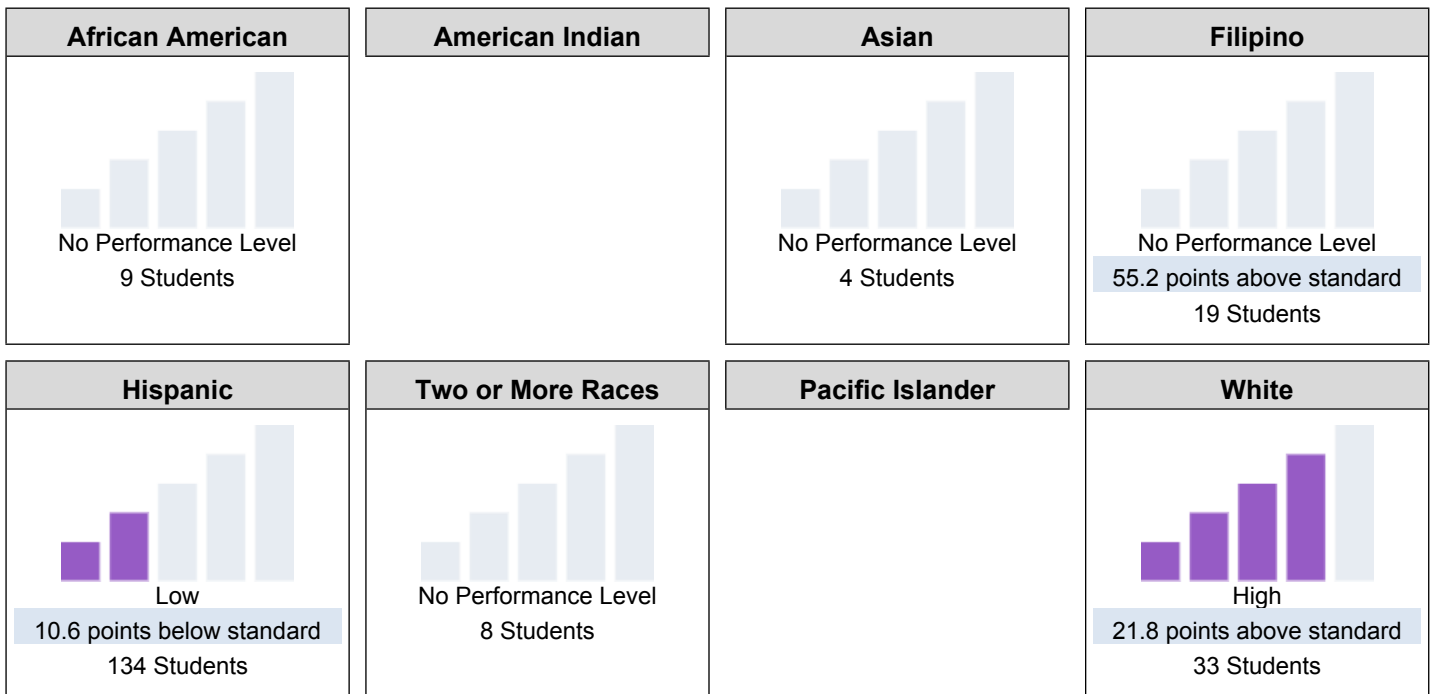 African American
No Performance Level
9 Students
American Indian
Asian
No Performance Level
4 Students
Filipino
No Performance Level
55.2 points above standard
19 Students
Hispanic
Low
10.6 points below standard
134 Students
Two or More Races
No Performance Level
8 Students
Pacific Islander
White
High
21.8 points above standard
33 Students